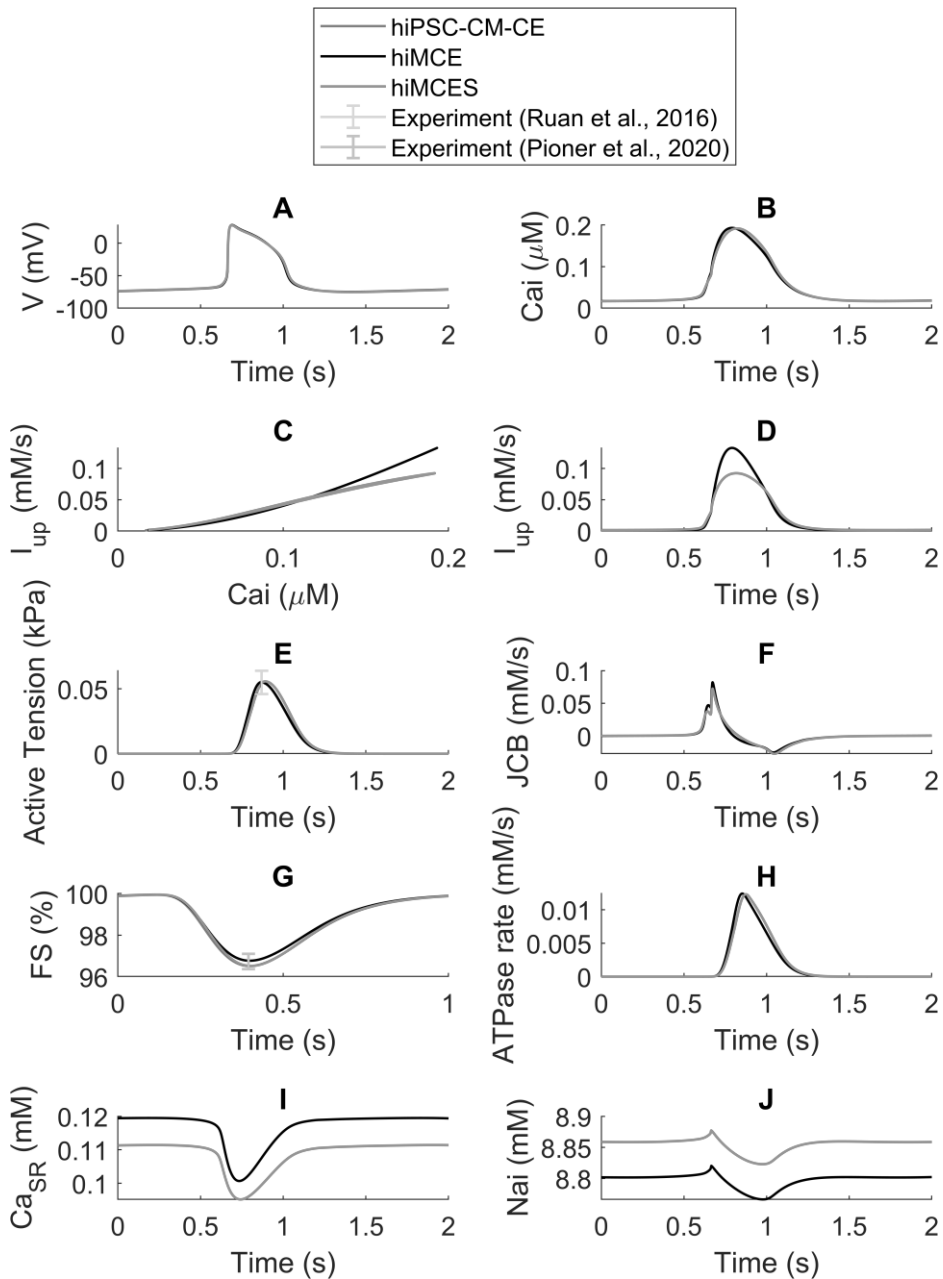 hiPSC-CM-CE
hiMCE
hiMCES
Experiment (Ruan et al., 2016)
Experiment (Pioner et al., 2020)
A
V (mV)
0
-50
-100
0 0.5 1 1.5 2
Time (s)
B
Cai (μM)
0.2
0.1
0
0 0.5 1 1.5 2
Time (s)
C
I_up (mM/s)
0.1
0.05
0
0 0.1 0.2
Cai (μM)
D
I_up (mM/s)
0.1
0.05
0
0 0.5 1 1.5 2
Time (s)
E
Active Tension (kPa)
0.05
0
0 0.5 1 1.5 2
Time (s)
F
JCB (mM/s)
0.1
0.05
0
0 0.5 1 1.5 2
Time (s)
G
FS (%)
100
98
96
0 0.5 1
Time (s)
H
ATPase rate (mM/s)
0.01
0.005
0
0 0.5 1 1.5 2
Time (s)
I
Ca_SR (mM)
0.12
0.11
0.1
0 0.5 1 1.5 2
Time (s)
J
Nai (mM)
8.9
8.85
8.8
0 0.5 1 1.5 2
Time (s)